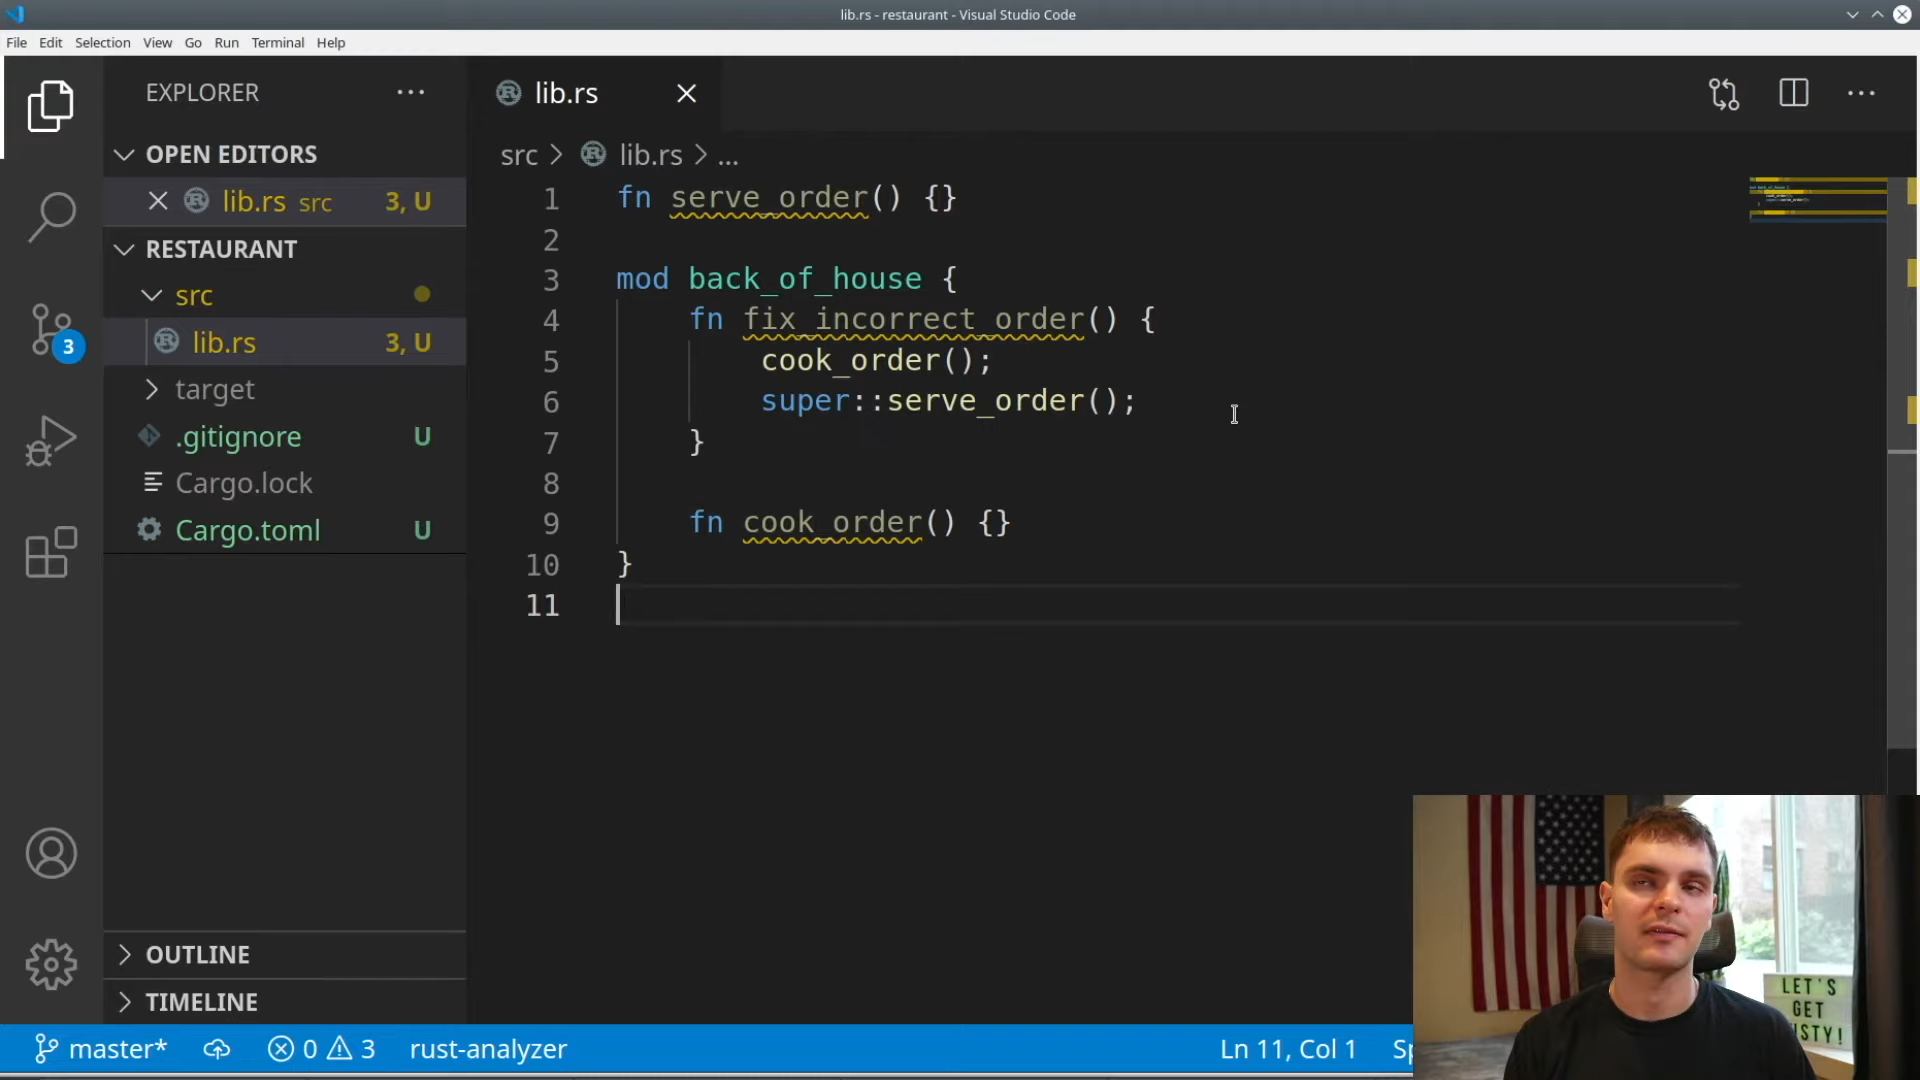 lib.rs - restaurant - Visual Studio Code
File Edit Selection View Go Run Terminal Help
EXPLORER
OPEN EDITORS
lib.rs src 3, U
RESTAURANT
src
lib.rs 3, U
target
.gitignore U
Cargo.lock
Cargo.toml U
OUTLINE
TIMELINE
lib.rs
src > lib.rs > ...
1 fn serve_order() {}
2
3 mod back_of_house {
4 fn fix_incorrect_order() {
5 cook_order();
6 super::serve_order();
7 }
8
9 fn cook_order() {}
10 }
11
3
LET'S
GET
master* 0 3 rust-analyzer Ln 11, Col 1